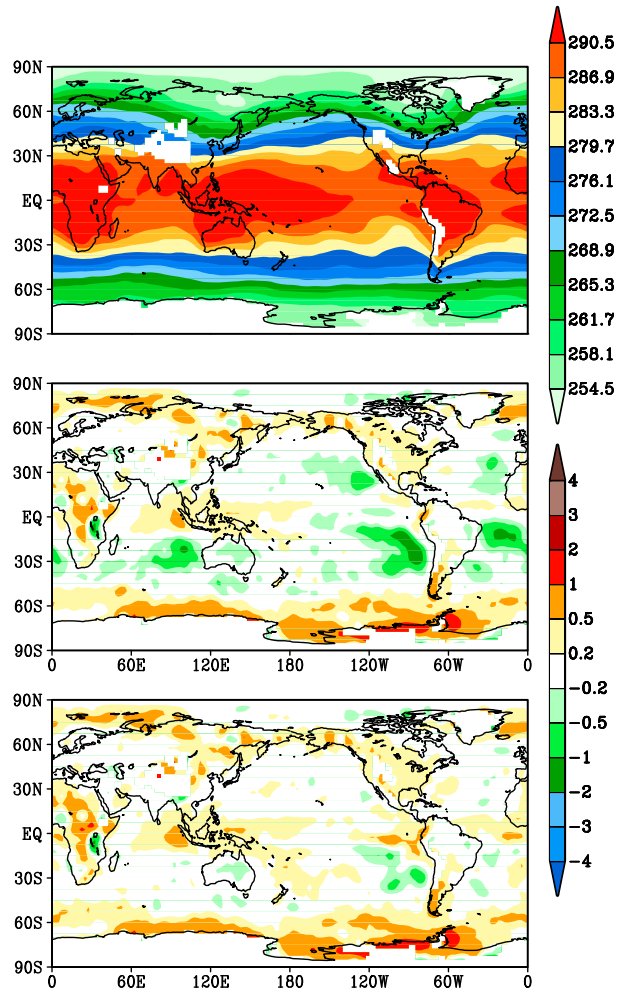 90N
60N
30N
EQ
30S
60S
90S
290.5
286.9
283.3
279.7
276.1
272.5
268.9
265.3
261.7
258.1
254.5
90N
60N
30N
EQ
30S
60S
90S
0 60E 120E 180 120W 60W 0
4
3
2
1
0.5
0.2
-0.2
-0.5
-1
-2
-3
-4
90N
60N
30N
EQ
30S
60S
90S
0 60E 120E 180 120W 60W 0